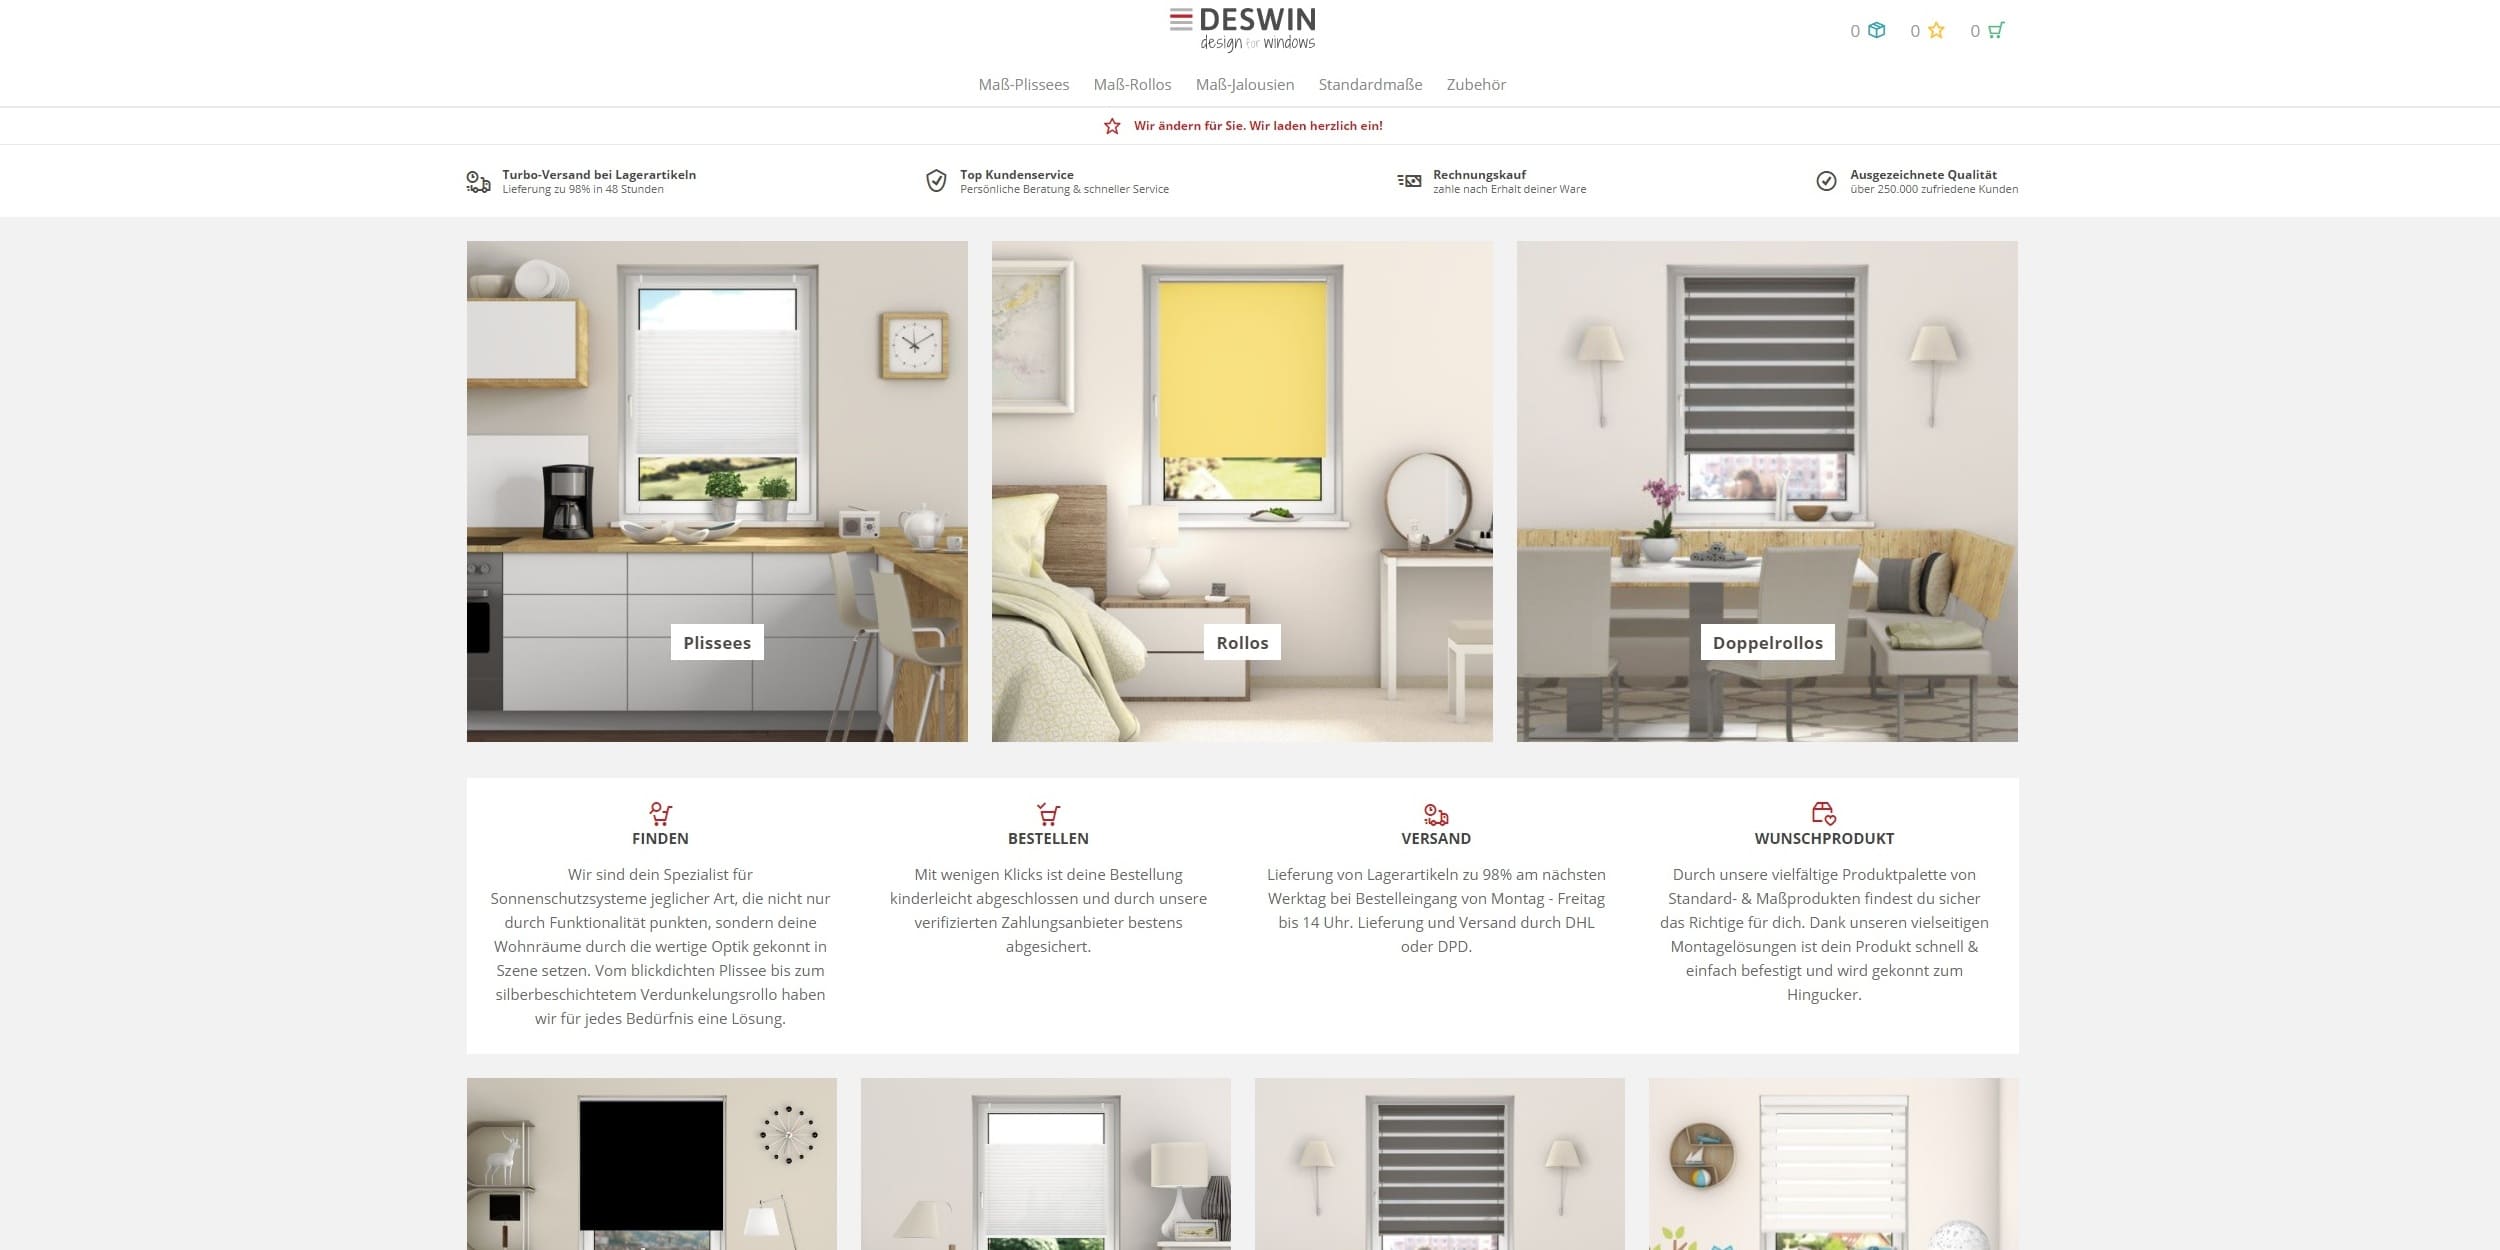 DESWIN
design for windows
0
0
0
Maß-Plissees Maß-Rollos Maß-Jalousien Standardmaße Zubehör
Wir ändern für Sie. Wir laden herzlich ein!
Turbo-Versand bei Lagerartikeln
Lieferung zu 98% in 48 Stunden
Top Kundenservice
Persönliche Beratung & schneller Service
Rechnungskauf
zahle nach Erhalt deiner Ware
Ausgezeichnete Qualität
über 250.000 zufriedene Kunden
Plissees
Rollos
Doppelrollos
FINDEN
Wir sind dein Spezialist für
Sonnenschutzsysteme jeglicher Art, die nicht nur
durch Funktionalität punkten, sondern deine
Wohnräume durch die wertige Optik gekonnt in
Szene setzen. Vom blickdichten Plissee bis zum
silberbeschichtetem Verdunkelungsrollo haben
wir für jedes Bedürfnis eine Lösung.
BESTELLEN
Mit wenigen Klicks ist deine Bestellung
kinderleicht abgeschlossen und durch unsere
verifizierten Zahlungsanbieter bestens
abgesichert.
VERSAND
Lieferung von Lagerartikeln zu 98% am nächsten
Werktag bei Bestelleingang von Montag - Freitag
bis 14 Uhr. Lieferung und Versand durch DHL
oder DPD.
WUNSCHPRODUKT
Durch unsere vielfältige Produktpalette von
Standard- & Maßprodukten findest du sicher
das Richtige für dich. Dank unseren vielseitigen
Montagelösungen ist dein Produkt schnell &
einfach befestigt und wird gekonnt zum
Hingucker.